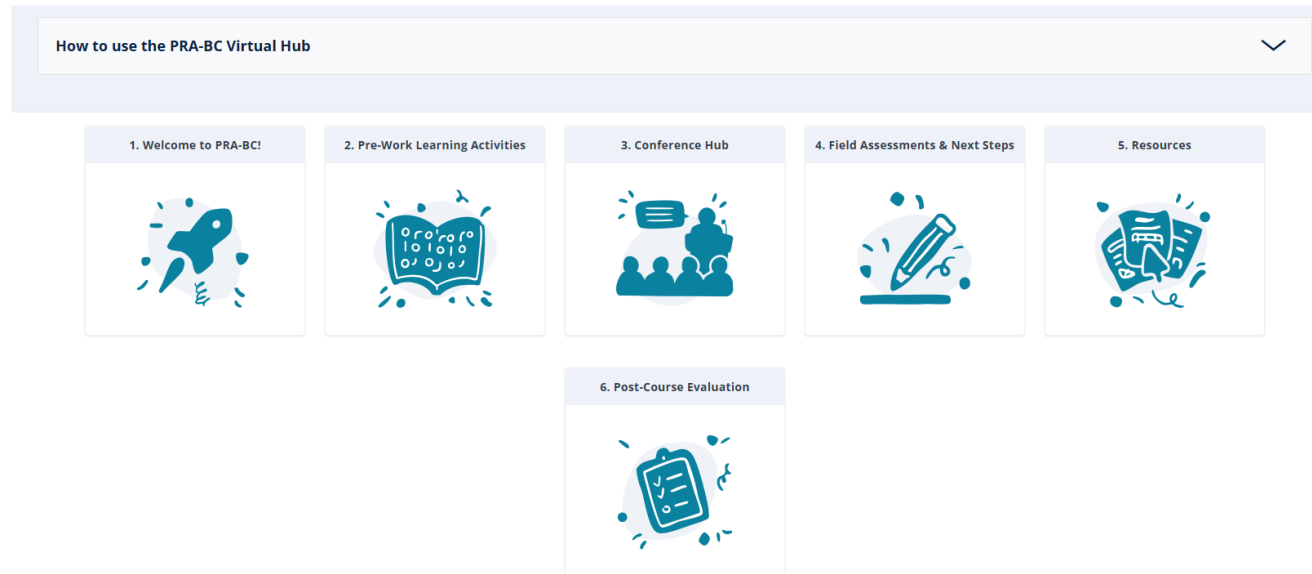 How to use the PRA-BC Virtual Hub
1. Welcome to PRA-BC!
2. Pre-Work Learning Activities
3. Conference Hub
4. Field Assessments & Next Steps
5. Resources
6. Post-Course Evaluation